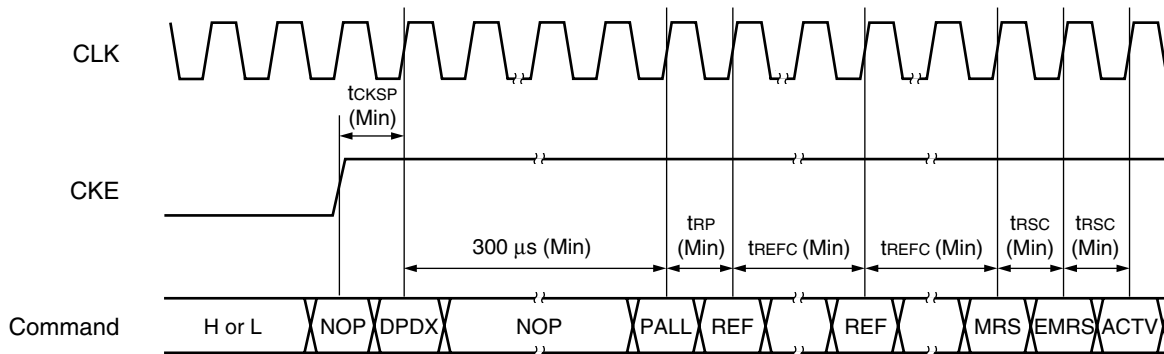 CLK
tCKSP
(Min)
CKE
300 μs (Min)
tRP
(Min)
tREFC (Min)
tREFC (Min)
tRSC
(Min)
tRSC
(Min)
Command
H or L
NOP
DPDX
NOP
PALL
REF
REF
MRS
EMRS
ACTV